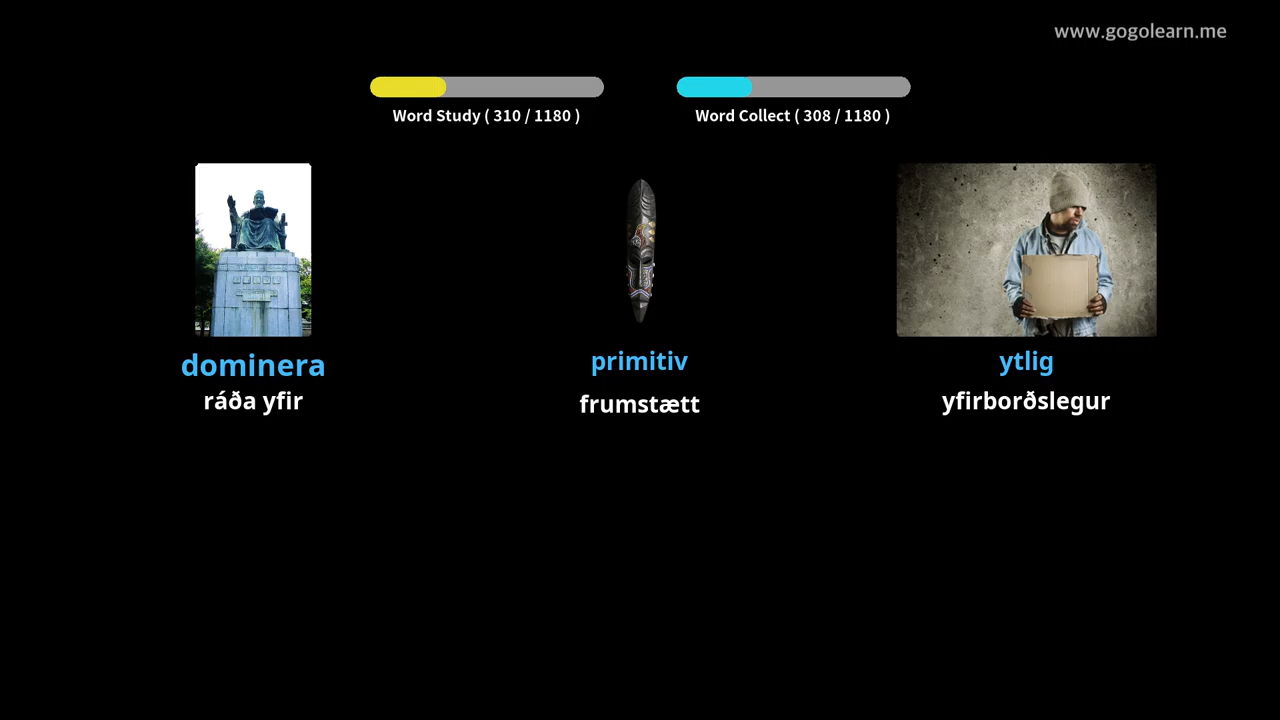 www.gogolearn.me
Word Study ( 310 / 1180 )
Word Collect ( 308 / 1180 )
dominera
ráða yfir
primitiv
frumstætt
ytlig
yfirborðslegur